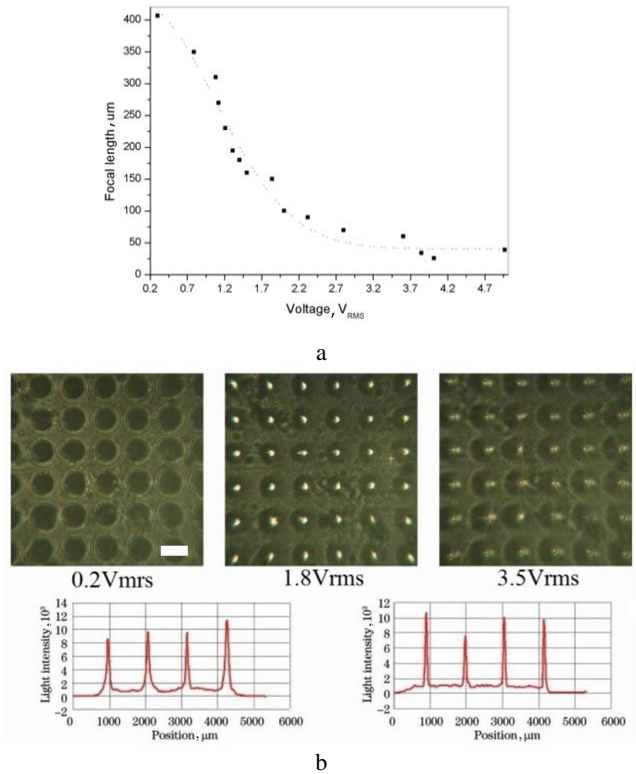 400
350
300
250
200
150
100
50
0
Focal length, um
0.2 0.7 1.2 1.7 2.2 2.7 3.2 3.7 4.2 4.7
Voltage, VRMS
a
0.2Vmrs 1.8Vrms 3.5Vrms
14
12
10
8
6
4
2
0
-2
Light intensity, 10³
0 1000 2000 3000 4000 5000 6000
Position, μm
12
10
8
6
4
2
0
-2
Light intensity, 10³
0 1000 2000 3000 4000 5000 6000
Position, μm
b